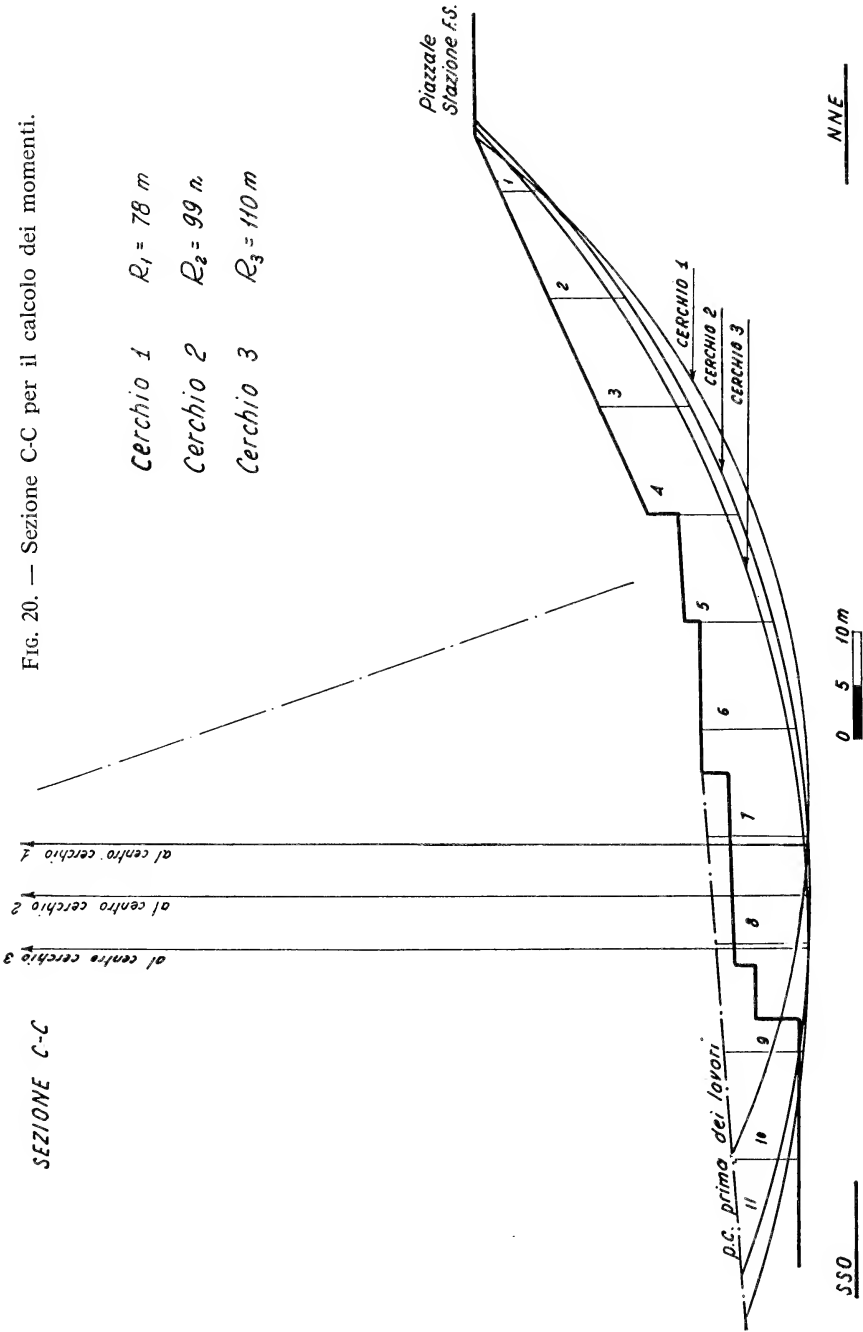 FIG. 20. — Sezione C-C per il calcolo dei momenti.
SEZIONE C-C
Cerchio 1 R₁ = 78 m
Cerchio 2 R₂ = 99 n.
Cerchio 3 R₃ = 110 m
al centro cerchio 3
al centro cerchio 2
al centro cerchio 1
Piazzale
Stazione F.S.
p.c. prima dei lavori
11
10
9
8
7
6
5
4
3
2
1
CERCHIO 1
CERCHIO 2
CERCHIO 3
SSO
0 5 10m
NNE